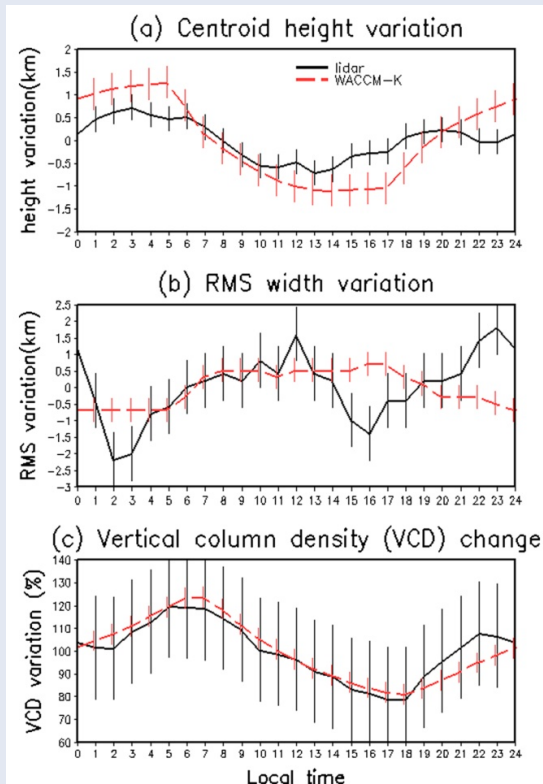 (a) Centroid height variation
lidar
WACCM-K
height variation(km)
2
1.5
1
0.5
0
-0.5
-1
-1.5
-2
0 1 2 3 4 5 6 7 8 9 10 11 12 13 14 15 16 17 18 19 20 21 22 23 24
(b) RMS width variation
RMS variation(km)
2.5
2
1.5
1
0.5
0
-0.5
-1
-1.5
-2
-2.5
-3
0 1 2 3 4 5 6 7 8 9 10 11 12 13 14 15 16 17 18 19 20 21 22 23 24
(c) Vertical column density (VCD) change
VCD variation (%)
140
130
120
110
100
90
80
70
60
0 1 2 3 4 5 6 7 8 9 10 11 12 13 14 15 16 17 18 19 20 21 22 23 24
Local time